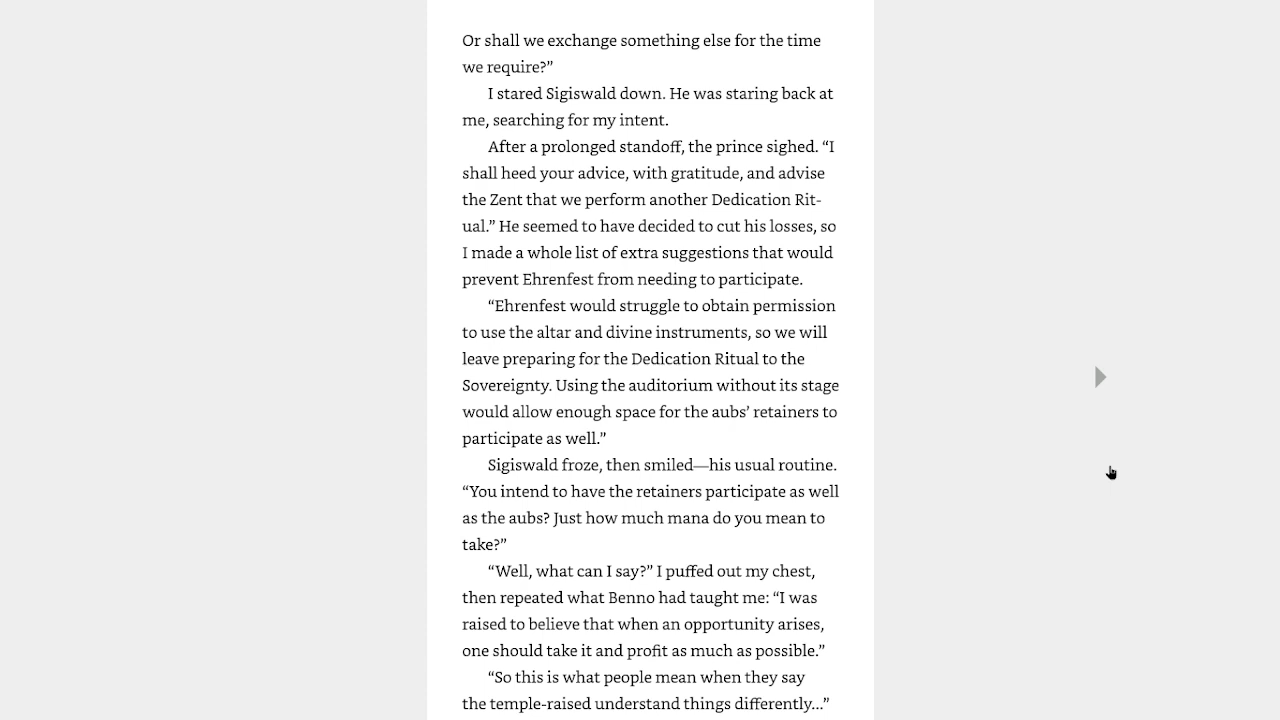 Or shall we exchange something else for the time
we require?”
I stared Sigiswald down. He was staring back at
me, searching for my intent.
After a prolonged standoff, the prince sighed. “I
shall heed your advice, with gratitude, and advise
the Zent that we perform another Dedication Rit-
ual.” He seemed to have decided to cut his losses, so
I made a whole list of extra suggestions that would
prevent Ehrenfest from needing to participate.
“Ehrenfest would struggle to obtain permission
to use the altar and divine instruments, so we will
leave preparing for the Dedication Ritual to the
Sovereignty. Using the auditorium without its stage
would allow enough space for the aubs’ retainers to
participate as well.”
Sigiswald froze, then smiled—his usual routine.
“You intend to have the retainers participate as well
as the aubs? Just how much mana do you mean to
take?”
“Well, what can I say?” I puffed out my chest,
then repeated what Benno had taught me: “I was
raised to believe that when an opportunity arises,
one should take it and profit as much as possible.”
“So this is what people mean when they say
the temple-raised understand things differently...”